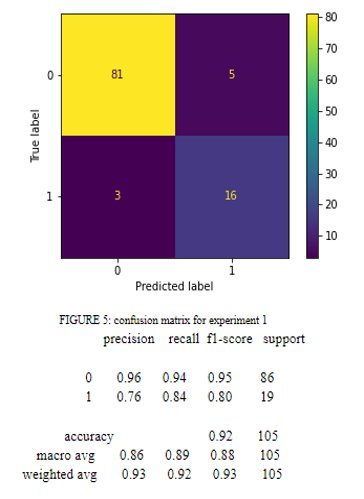 80
70
60
50
40
30
20
10
0
1
True label
81
5
3
16
0
1
Predicted label
FIGURE 5: confusion matrix for experiment 1
precision recall f1-score support
0 0.96 0.94 0.95 86
1 0.76 0.84 0.80 19
accuracy 0.92 105
macro avg 0.86 0.89 0.88 105
weighted avg 0.93 0.92 0.93 105